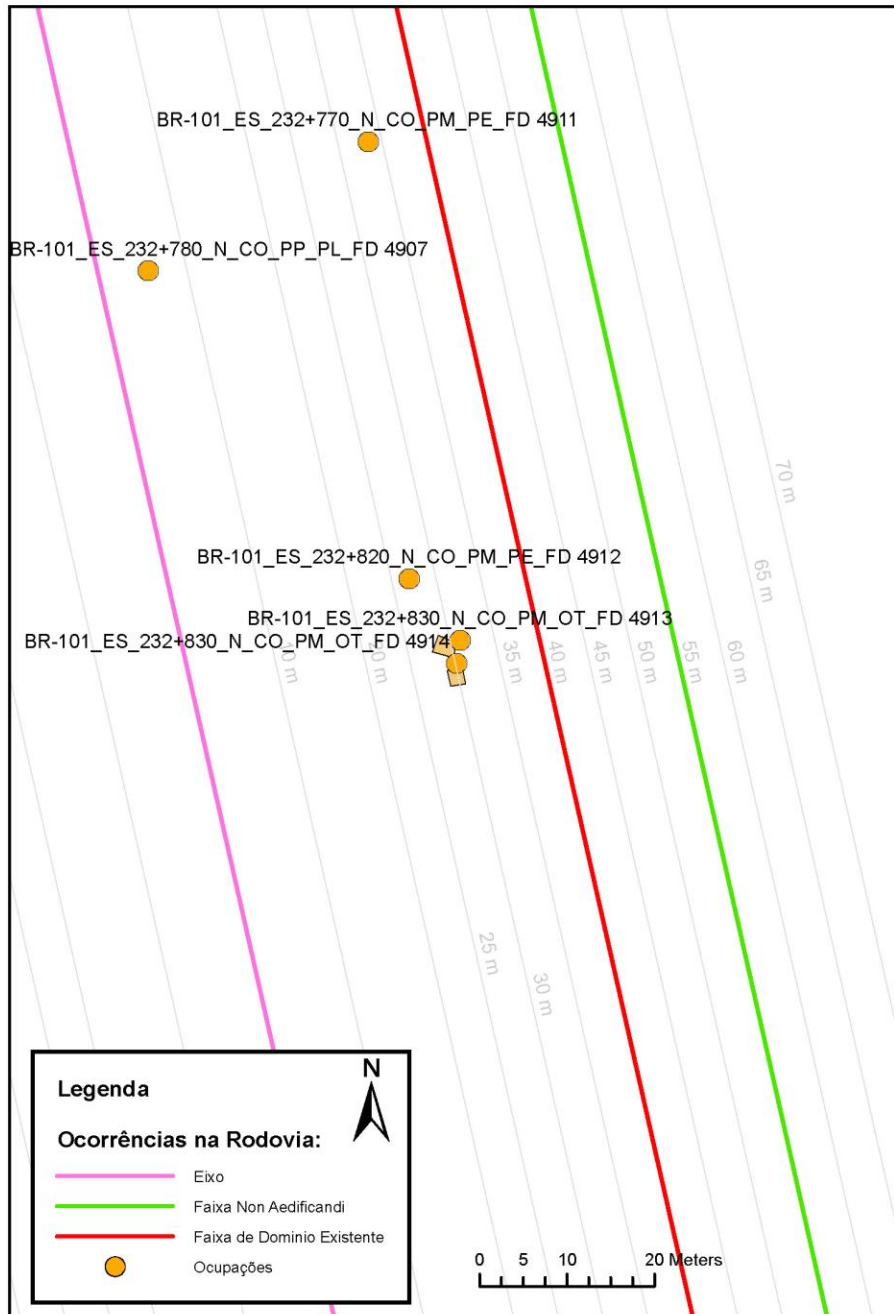 BR-101_ES_232+770_N_CO_PM_PE_FD 4911
BR-101_ES_232+780_N_CO_PP_PL_FD 4907
70 m
BR-101_ES_232+820_N_CO_PM_PE_FD 4912
65 m
BR-101_ES_232+830_N_CO_PM_OT_FD 4913
BR-101_ES_232+830_N_CO_PM_OT_FD 4914
10 m
20 m
35 m
40 m
45 m
50 m
55 m
60 m
25 m
30 m
N
Legenda
Ocorrências na Rodovia:
Eixo
Faixa Non Aedificandi
Faixa de Dominio Existente
Ocupações
0 5 10 20 Meters